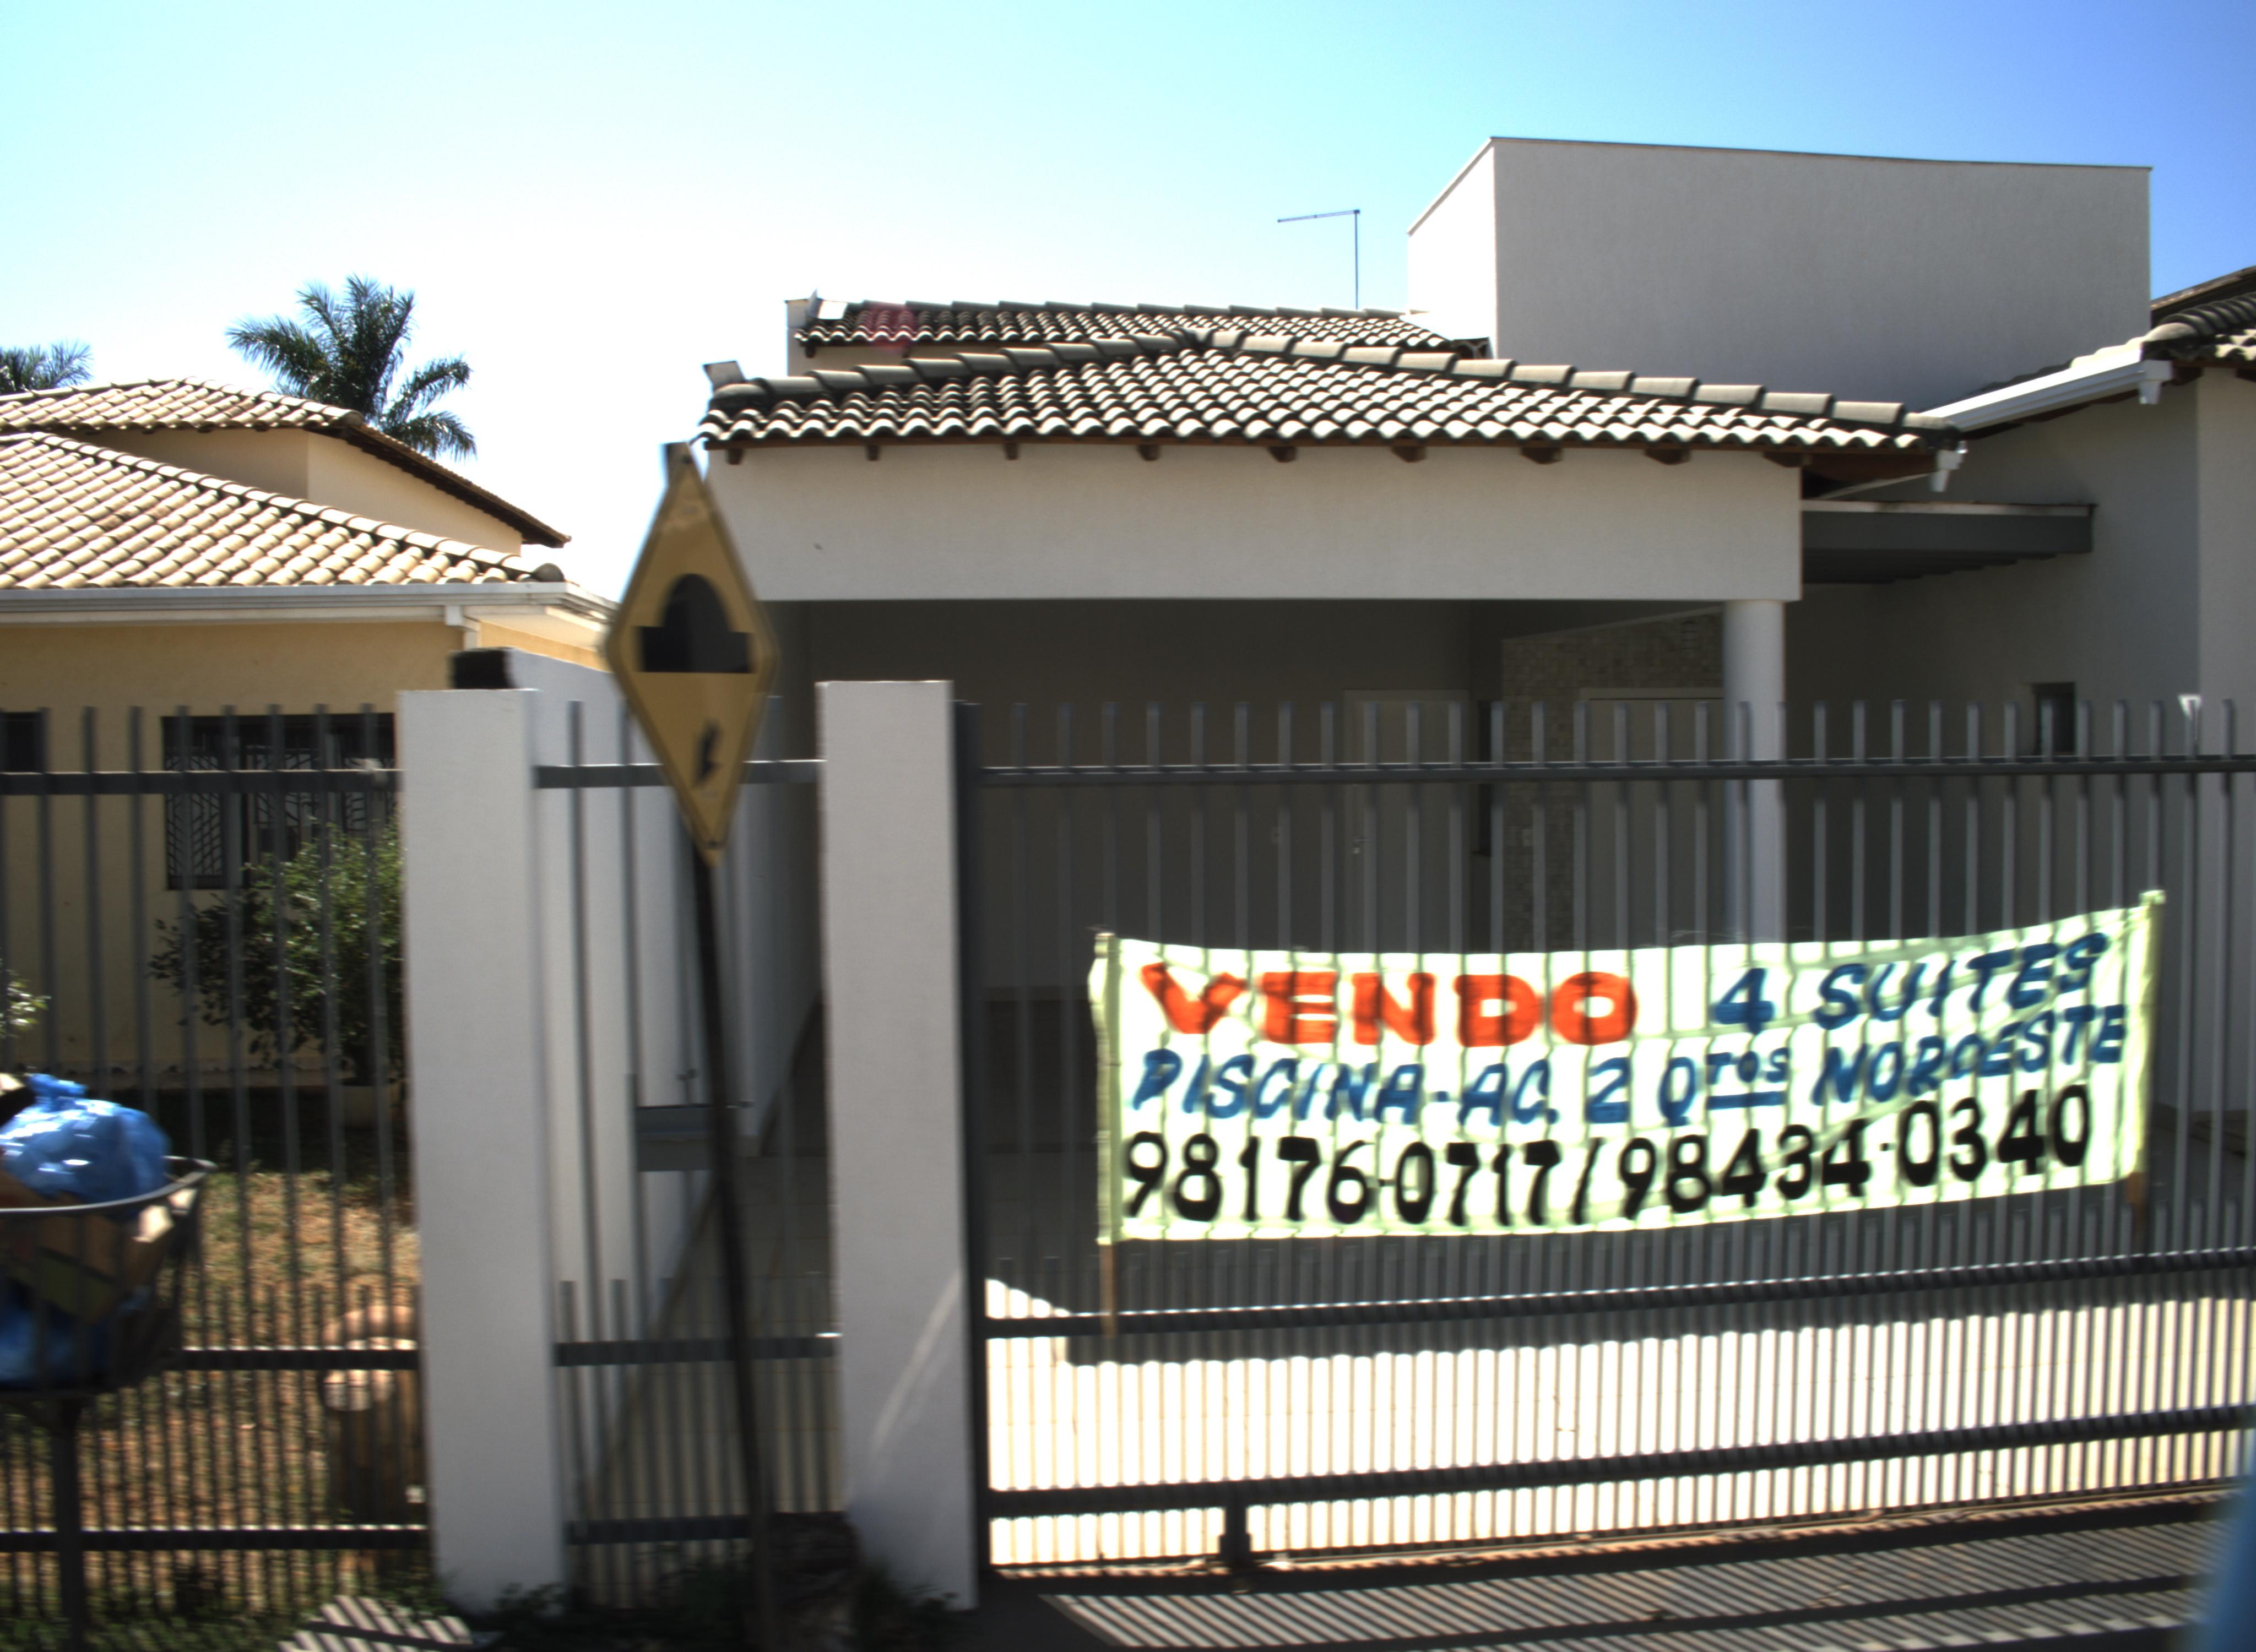 VENDO 4 SUITES
PISCINA-AC. 2 Qtos NOROESTE
98176-0717/98434-0340